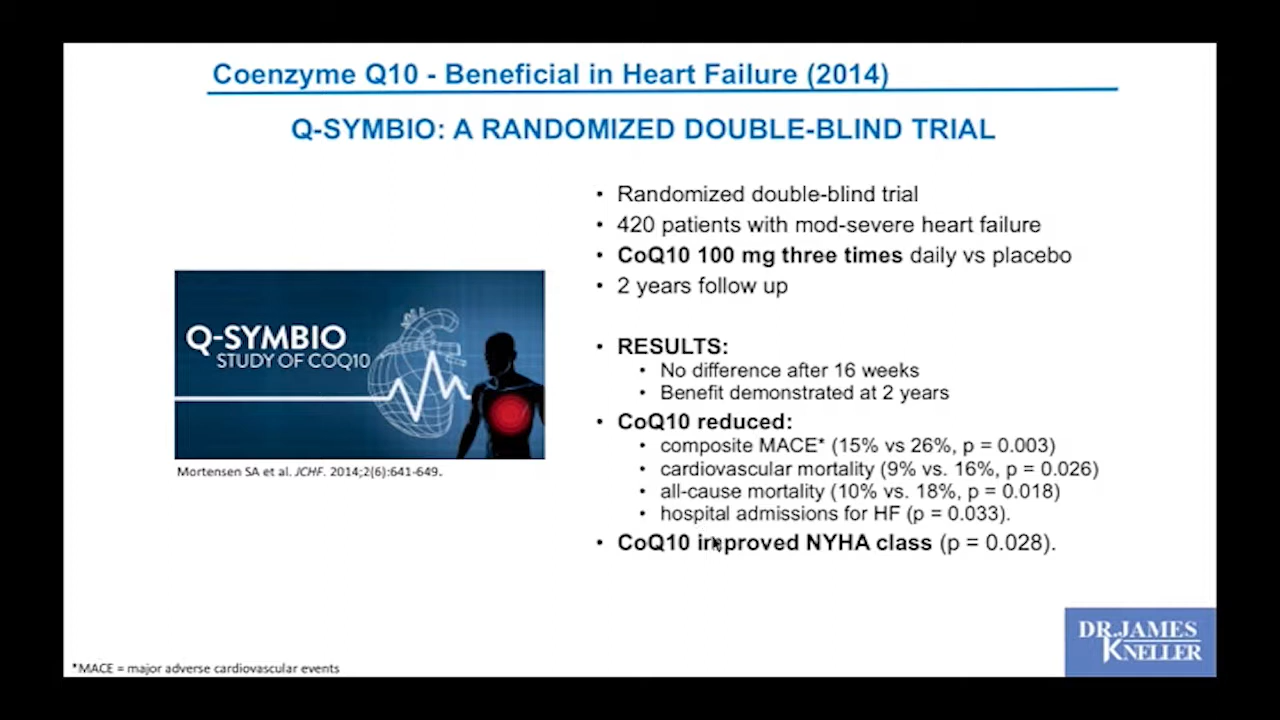 Coenzyme Q10 - Beneficial in Heart Failure (2014)
Q-SYMBIO: A RANDOMIZED DOUBLE-BLIND TRIAL
• Randomized double-blind trial
• 420 patients with mod-severe heart failure
• CoQ10 100 mg three times daily vs placebo
• 2 years follow up
• RESULTS:
• No difference after 16 weeks
• Benefit demonstrated at 2 years
• CoQ10 reduced:
• composite MACE* (15% vs 26%, p = 0.003)
• cardiovascular mortality (9% vs. 16%, p = 0.026)
• all-cause mortality (10% vs. 18%, p = 0.018)
• hospital admissions for HF (p = 0.033).
• CoQ10 improved NYHA class (p = 0.028).
Q-SYMBIO
STUDY OF COQ10
Mortensen SA et al. JCHF. 2014;2(6):641-649.
*MACE = major adverse cardiovascular events
DR.JAMES
KNELLER